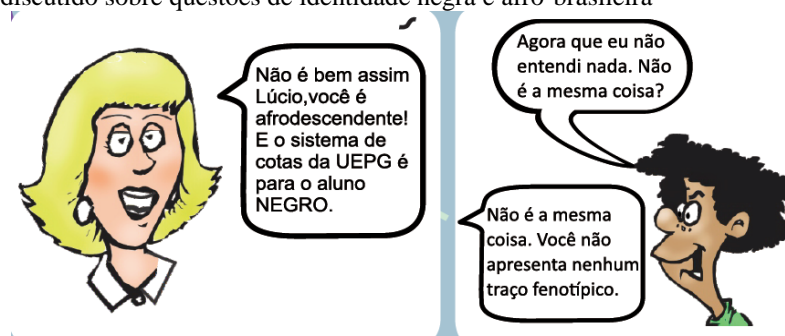 discutido sobre questões de identidade negra e afro-brasileira
Não é bem assim
Lúcio,você é
afrodescendente!
E o sistema de
cotas da UEPG é
para o aluno
NEGRO.
Agora que eu não
entendi nada. Não
é a mesma coisa?
Não é a mesma
coisa. Você não
apresenta nenhum
traço fenotípico.